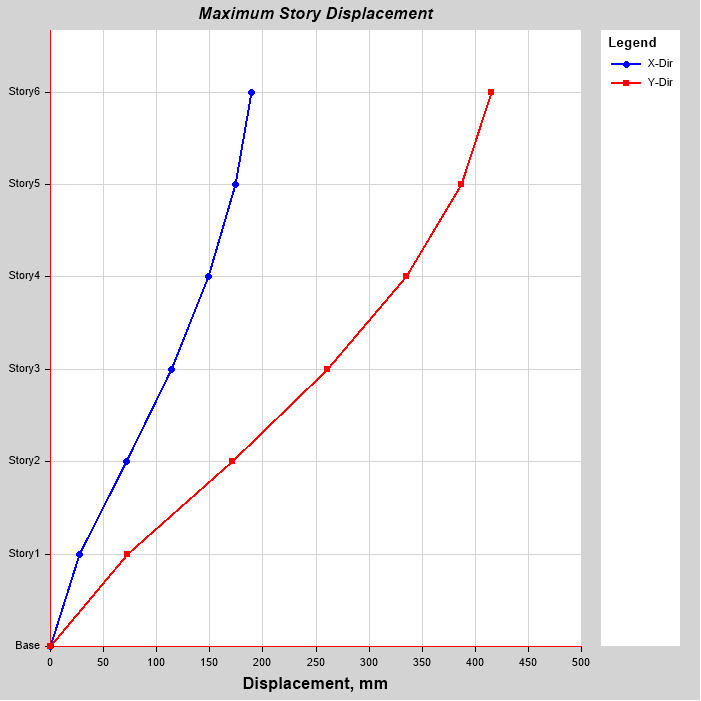 Maximum Story Displacement
Legend
X-Dir
Y-Dir
Story6
Story5
Story4
Story3
Story2
Story1
Base
0 50 100 150 200 250 300 350 400 450 500
Displacement, mm